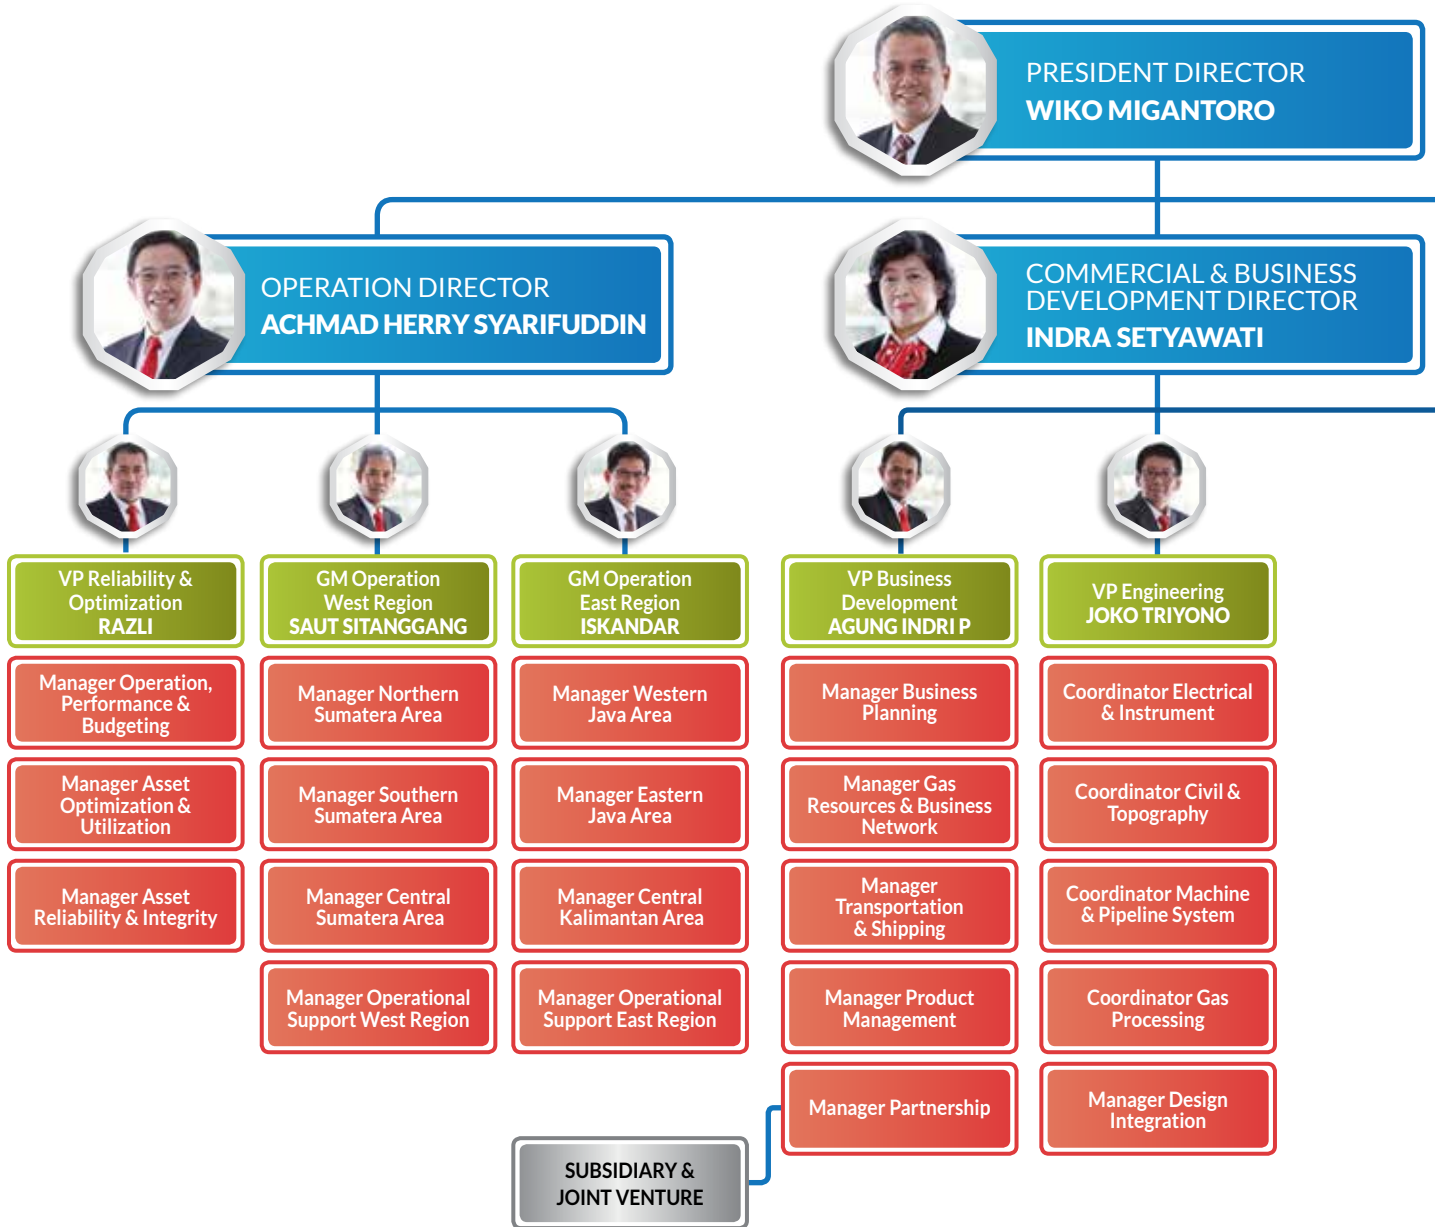 PRESIDENT DIRECTOR
WIKO MIGANTORO
OPERATION DIRECTOR
ACHMAD HERRY SYARIFUDDIN
COMMERCIAL & BUSINESS
DEVELOPMENT DIRECTOR
INDRA SETYAWATI
VP Reliability &
Optimization
RAZLI
Manager Operation,
Performance &
Budgeting
Manager Asset
Optimization &
Utilization
Manager Asset
Reliability & Integrity
GM Operation
West Region
SAUT SITANGGANG
Manager Northern
Sumatera Area
Manager Southern
Sumatera Area
Manager Central
Sumatera Area
Manager Operational
Support West Region
GM Operation
East Region
ISKANDAR
Manager Western
Java Area
Manager Eastern
Java Area
Manager Central
Kalimantan Area
Manager Operational
Support East Region
VP Business
Development
AGUNG INDRI P
Manager Business
Planning
Manager Gas
Resources & Business
Network
Manager
Transportation
& Shipping
Manager Product
Management
Manager Partnership
SUBSIDIARY &
JOINT VENTURE
VP Engineering
JOKO TRIYONO
Coordinator Electrical
& Instrument
Coordinator Civil &
Topography
Coordinator Machine
& Pipeline System
Coordinator Gas
Processing
Manager Design
Integration